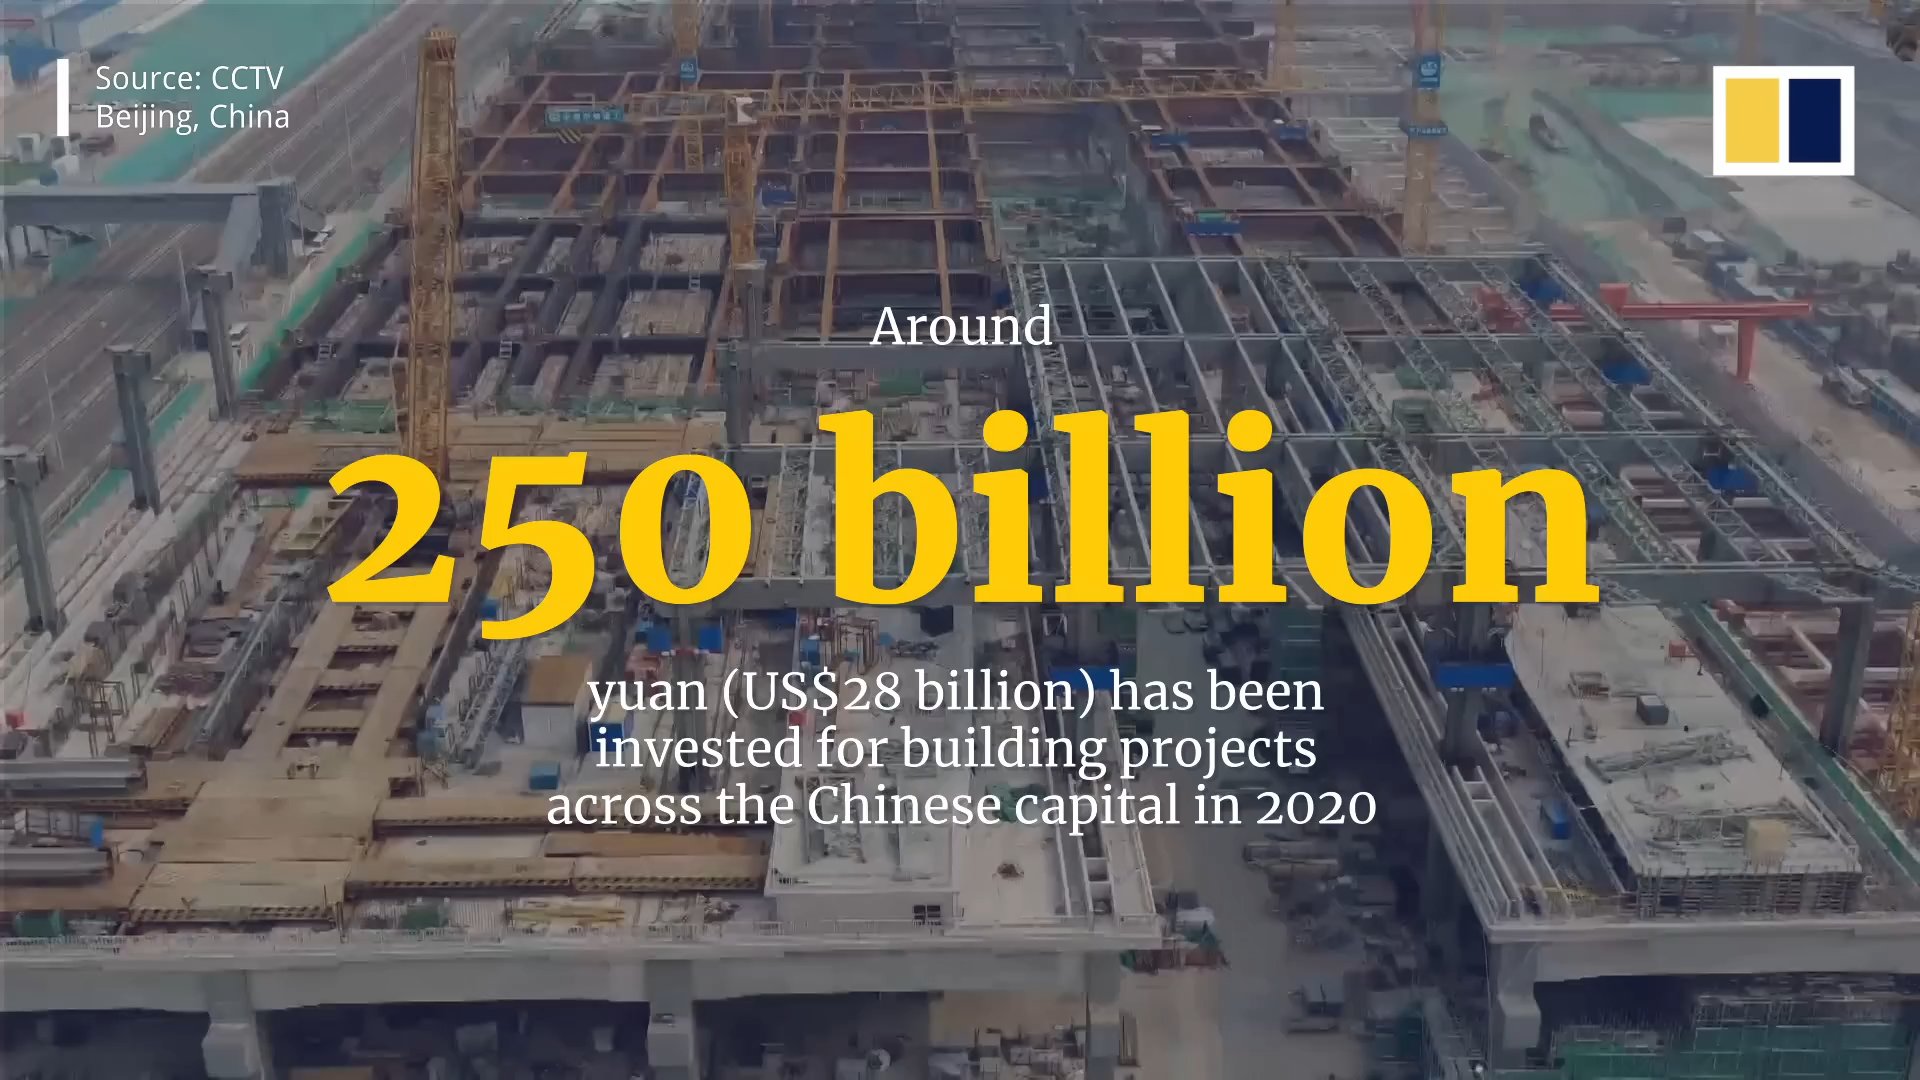 Source: CCTV
Beijing, China
Around
250 billion
yuan (US$28 billion) has been
invested for building projects
across the Chinese capital in 2020